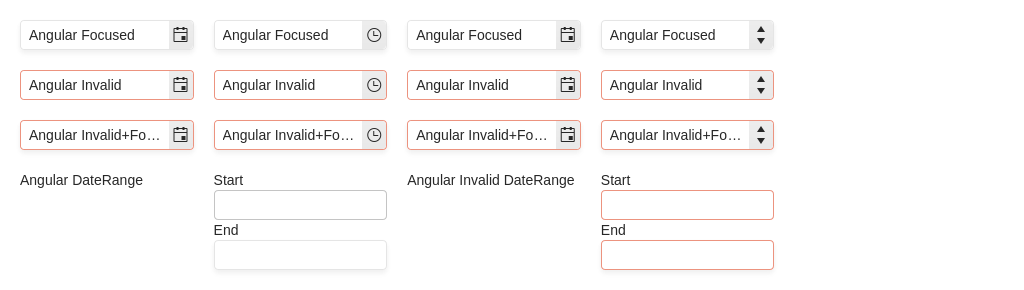 Angular Focused Angular Focused Angular Focused Angular Focused
Angular Invalid Angular Invalid Angular Invalid Angular Invalid
Angular Invalid+Fo... Angular Invalid+Fo... Angular Invalid+Fo... Angular Invalid+Fo...
Angular DateRange Start Angular Invalid DateRange Start
End End